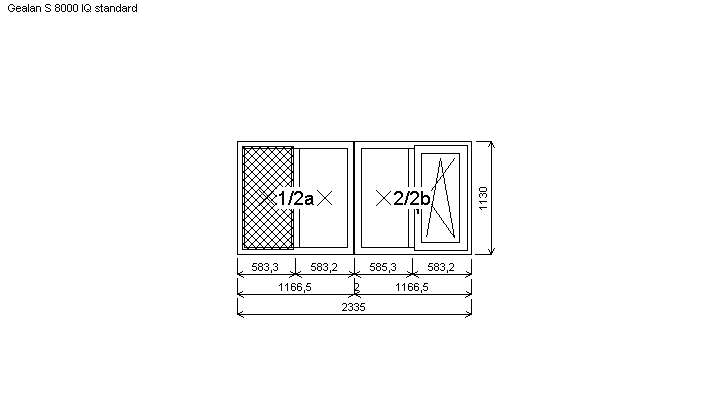 Gealan S 8000 IQ standard
1/2a 2/2b
1130
583,3 583,2 585,3 583,2
1166,5 2 1166,5
2335